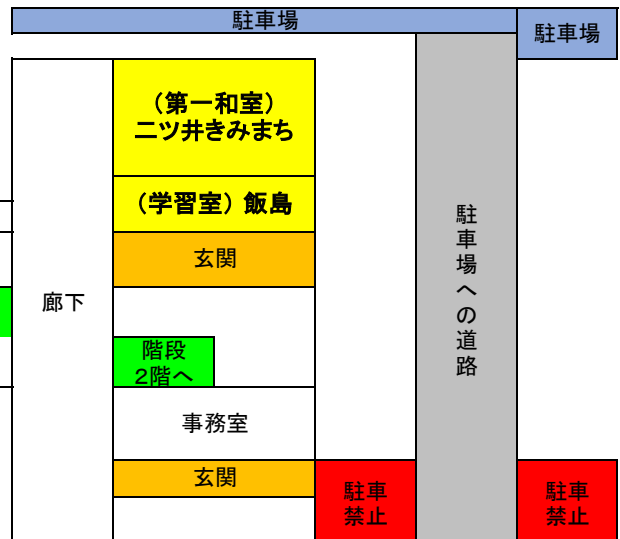 駐車場
駐車場
（第一和室）
二ツ井きみまち
（学習室）飯島
玄関
廊下
階段
２階へ
事務室
玄関
駐車場への道路
駐車
禁止
駐車
禁止